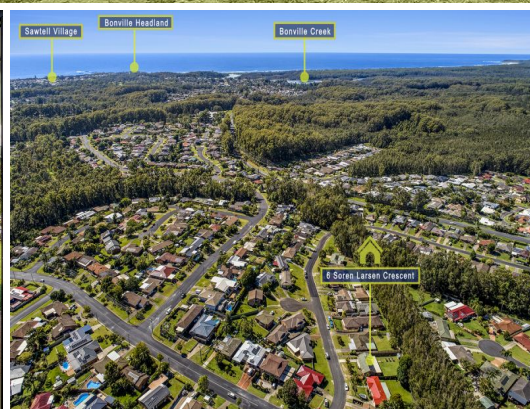 Sawtell Village
Bonville Headland
Bonville Creek
6 Soren Larsen Crescent